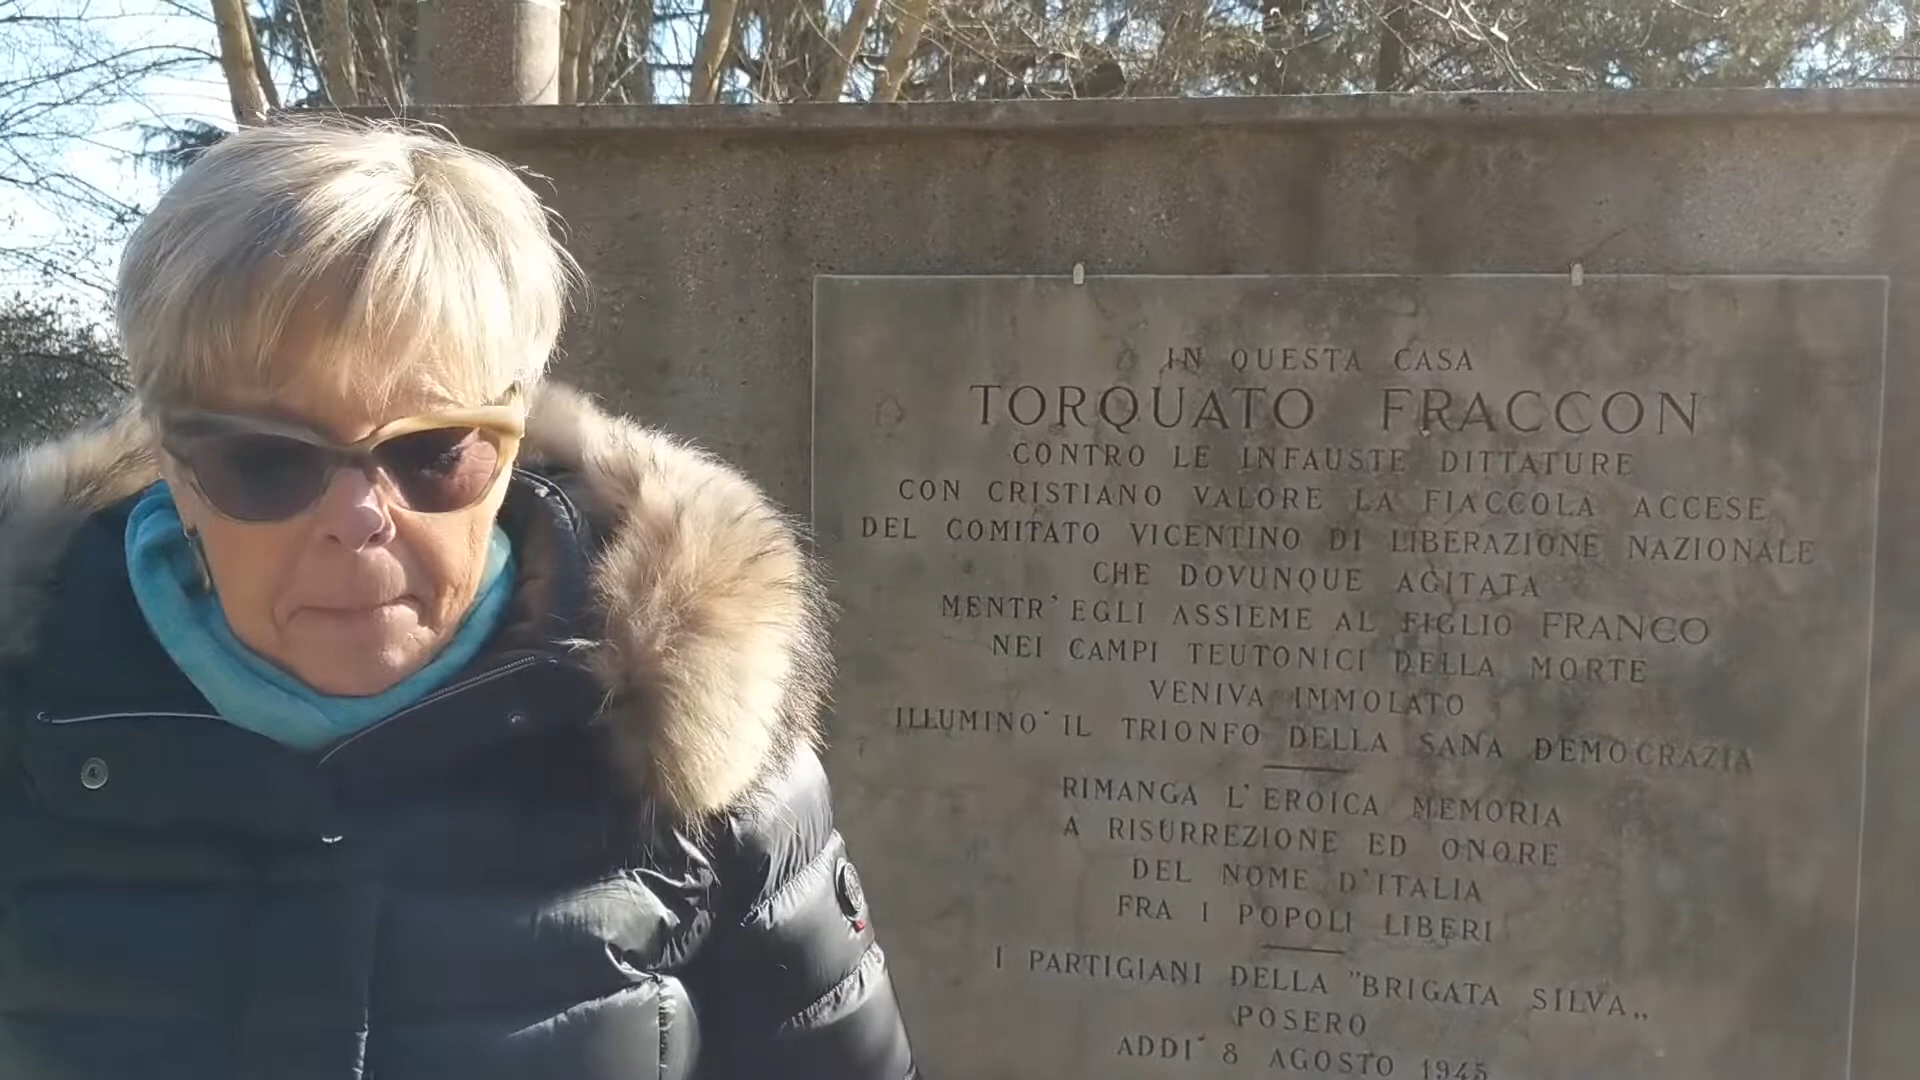 IN QUESTA CASA
TORQUATO FRACCON
CONTRO LE INFAUSTE DITTATURE
CON CRISTIANO VALORE LA FIACCOLA ACCESE
DEL COMITATO VICENTINO DI LIBERAZIONE NAZIONALE
CHE DOVUNQUE AGITATA
MENTR'EGLI ASSIEME AL FIGLIO FRANCO
NEI CAMPI TEUTONICI DELLA MORTE
VENIVA IMMOLATO
ILLUMINO' IL TRIONFO DELLA SANA DEMOCRAZIA
RIMANGA L'EROICA MEMORIA
A RISURREZIONE ED ONORE
DEL NOME D'ITALIA
FRA I POPOLI LIBERI
I PARTIGIANI DELLA "BRIGATA SILVA„
POSERO
ADDI' 8 AGOSTO 1945